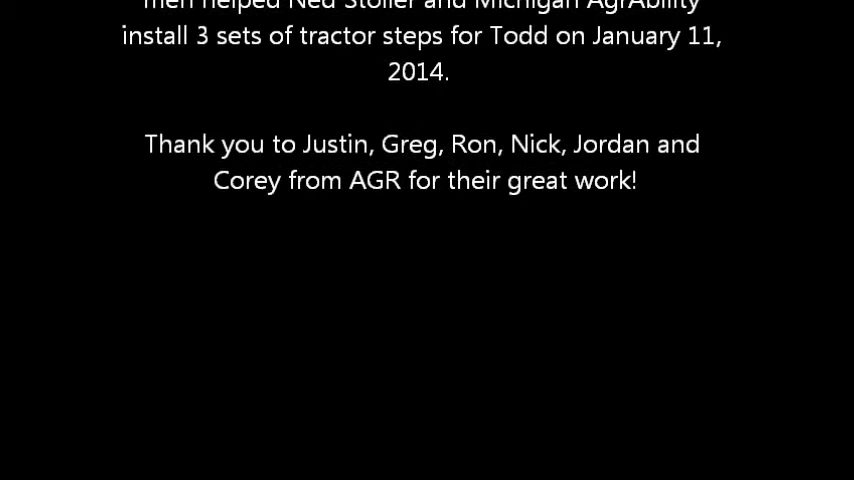 men helped Ned Stoller and Michigan AgrAbility
install 3 sets of tractor steps for Todd on January 11,
2014.
Thank you to Justin, Greg, Ron, Nick, Jordan and
Corey from AGR for their great work!